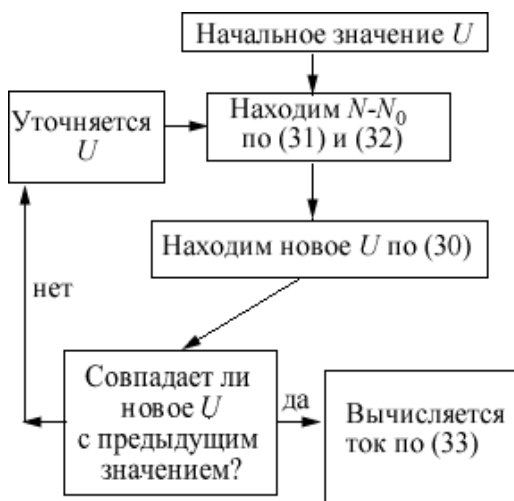 Начальное значение U
Уточняется
U
Находим N-N₀
по (31) и (32)
Находим новое U по (30)
нет
Совпадает ли
новое U
с предыдущим
значением?
да
Вычисляется
ток по (33)